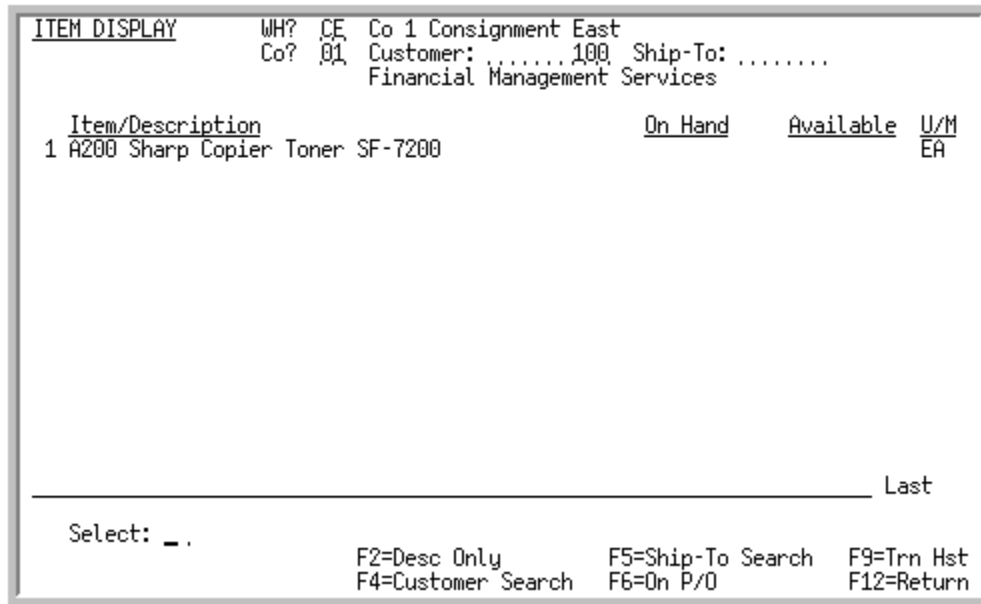 ITEM DISPLAY WH? CE Co 1 Consignment East
Co? 01 Customer: .......100 Ship-To: ........
Financial Management Services
Item/Description On Hand Available U/M
1 A200 Sharp Copier Toner SF-7200 EA
Last
Select: _ .
F2=Desc Only F5=Ship-To Search F9=Trn Hst
F4=Customer Search F6=On P/O F12=Return